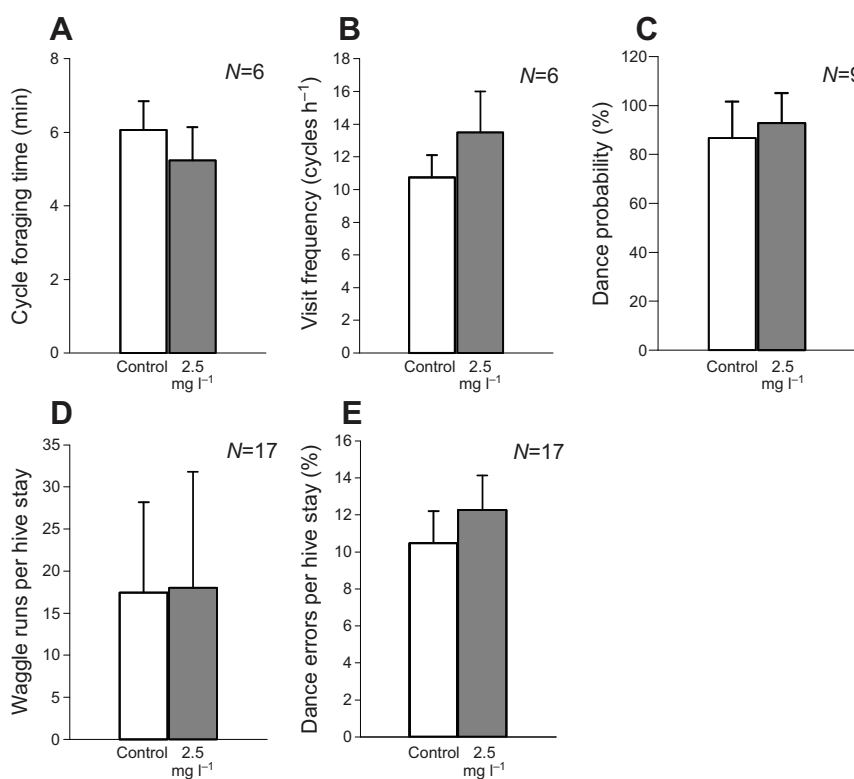 A
Cycle foraging time (min)
8
6
4
2
0
N=6
Control
2.5
mg l⁻¹
B
Visit frequency (cycles h⁻¹)
18
16
14
12
10
8
6
4
2
0
N=6
Control
2.5
mg l⁻¹
C
Dance probability (%)
120
100
80
60
40
20
0
N=9
Control
2.5
mg l⁻¹
D
Waggle runs per hive stay
35
30
25
20
15
10
5
0
N=17
Control
2.5
mg l⁻¹
E
Dance errors per hive stay (%)
16
14
12
10
8
6
4
2
0
N=17
Control
2.5
mg l⁻¹